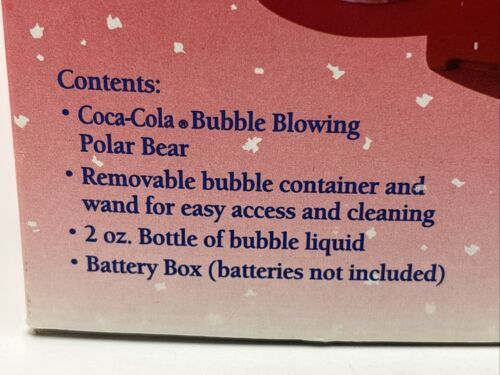 Contents:
• Coca-Cola ® Bubble Blowing
Polar Bear
• Removable bubble container and
wand for easy access and cleaning
• 2 oz. Bottle of bubble liquid
• Battery Box (batteries not included)